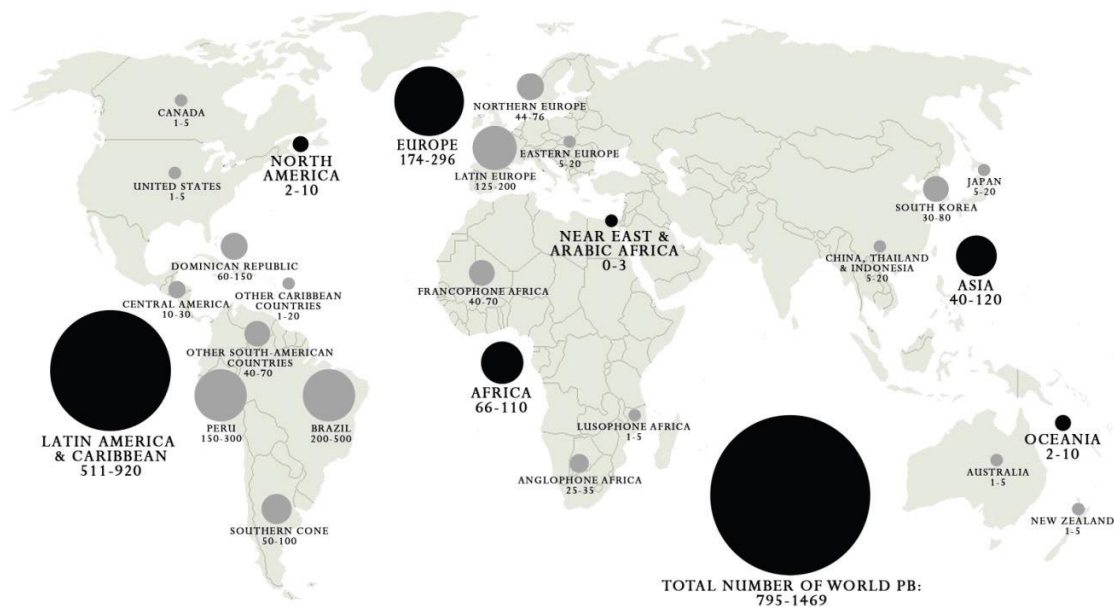 CANADA
1-5
NORTH
AMERICA
2-10
UNITED STATES
1-5
DOMINICAN REPUBLIC
60-150
CENTRAL AMERICA
10-30
OTHER CARIBBEAN
COUNTRIES
1-20
OTHER SOUTH-AMERICAN
COUNTRIES
40-70
LATIN AMERICA
& CARIBBEAN
511-920
PERU
150-300
BRAZIL
200-500
SOUTHERN CONE
50-100
EUROPE
174-296
NORTHERN EUROPE
44-76
EASTERN EUROPE
5-20
LATIN EUROPE
125-200
NEAR EAST &
ARABIC AFRICA
0-3
FRANCOPHONE AFRICA
40-70
AFRICA
66-110
LUSOPHONE AFRICA
1-5
ANGLOPHONE AFRICA
25-35
JAPAN
5-20
SOUTH KOREA
30-80
CHINA, THAILAND
& INDONESIA
5-20
ASIA
40-120
OCEANIA
2-10
AUSTRALIA
1-5
NEW ZEALAND
1-5
TOTAL NUMBER OF WORLD PB:
795-1469